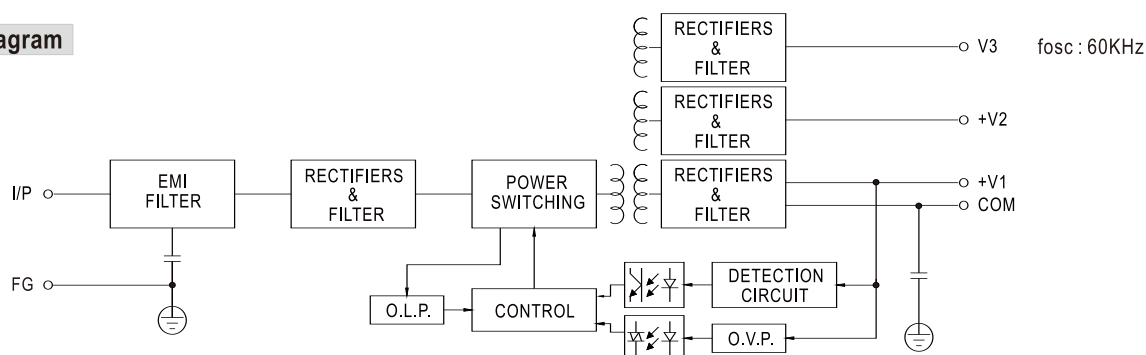 agram
RECTIFIERS
&
FILTER
V3
fosc : 60KHz
RECTIFIERS
&
FILTER
+V2
I/P
EMI
FILTER
RECTIFIERS
&
FILTER
POWER
SWITCHING
RECTIFIERS
&
FILTER
+V1
COM
FG
O.L.P.
CONTROL
DETECTION
CIRCUIT
O.V.P.